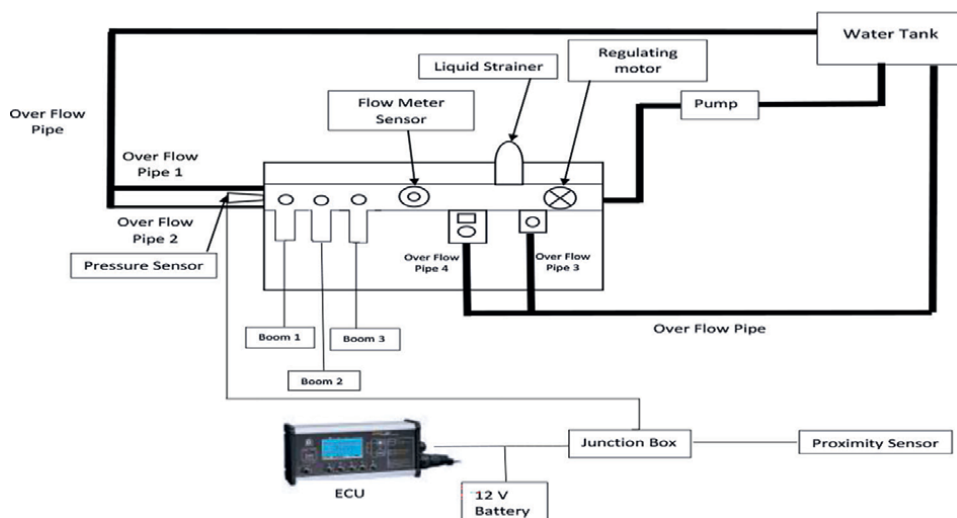 Water Tank
Liquid Strainer
Regulating
motor
Flow Meter
Sensor
Pump
Over Flow
Pipe
Over Flow
Pipe 1
Over Flow
Pipe 2
Pressure Sensor
Over Flow
Pipe 4
Over Flow
Pipe 3
Boom 1
Boom 3
Boom 2
Over Flow Pipe
Junction Box
Proximity Sensor
ECU
12 V
Battery